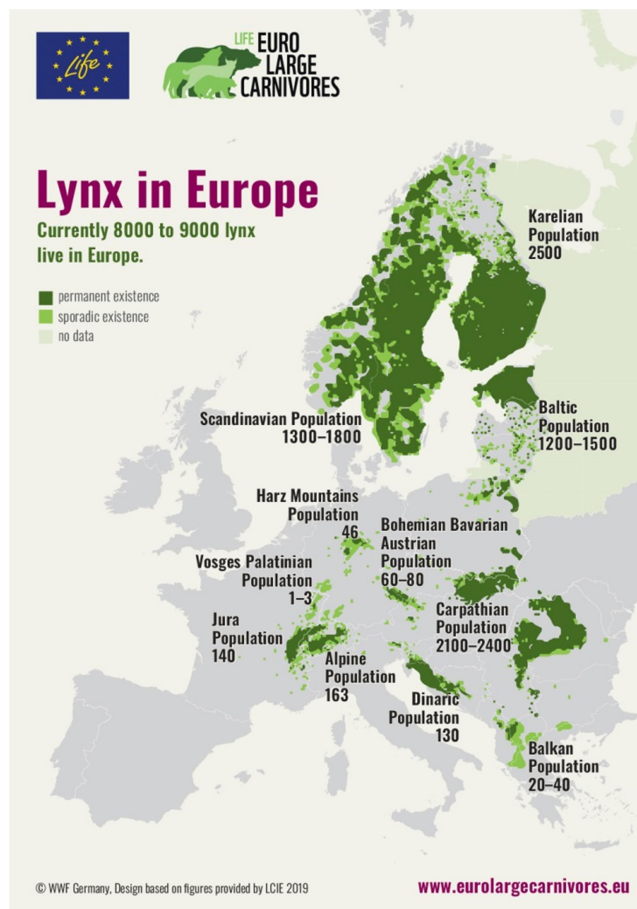 Life
LIFE EURO
LARGE
CARNIVORES
Lynx in Europe
Currently 8000 to 9000 lynx
live in Europe.
permanent existence
sporadic existence
no data
Karelian
Population
2500
Scandinavian Population
1300–1800
Baltic
Population
1200–1500
Harz Mountains
Population
46
Bohemian Bavarian
Austrian
Population
60–80
Vosges Palatinian
Population
1–3
Jura
Population
140
Carpathian
Population
2100–2400
Alpine
Population
163
Dinaric
Population
130
Balkan
Population
20–40
© WWF Germany, Design based on figures provided by LCIE 2019
www.eurolargecarnivores.eu